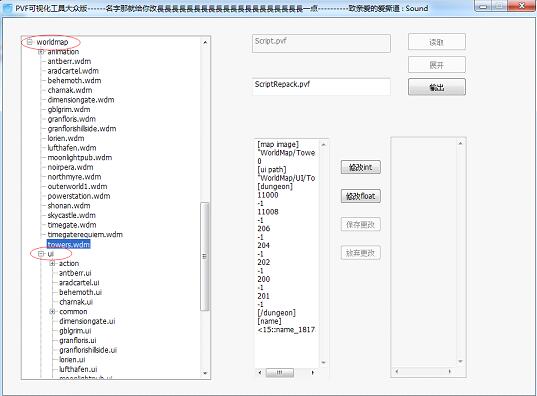 PVF可视化工具大众版------名字那就给你改長長長長長長長長長長長長長長長長長長長長一点----------致亲爱的爱斯道 : Sound
worldmap
animation
antberr.wdm
aradcartel.wdm
behemoth.wdm
charnak.wdm
dimensiongate.wdm
gblgrim.wdm
granfloris.wdm
granflorishillside.wdm
lorien.wdm
lufthafen.wdm
moonlightpub.wdm
noirpera.wdm
northmyre.wdm
outerworld1.wdm
powerstation.wdm
shonan.wdm
skycastle.wdm
timegate.wdm
timegaterequiem.wdm
towers.wdm
ui
action
antberr.ui
aradcartel.ui
behemoth.ui
charnak.ui
common
dimensiongate.ui
gblgrim.ui
granfloris.ui
granflorishillside.ui
lorien.ui
lufthafen.ui
moonlightpub.ui
Script.pvf
读取
展开
ScriptRepack.pvf
输出
[map image]
"WorldMap/Towe
0
[ui path]
"WorldMap/UI/To
[dungeon]
11000
-1
11008
-1
206
-1
204
-1
202
-1
200
-1
201
-1
[/dungeon]
[name]
<15::name_1817
修改int
修改float
保存更改
放弃更改